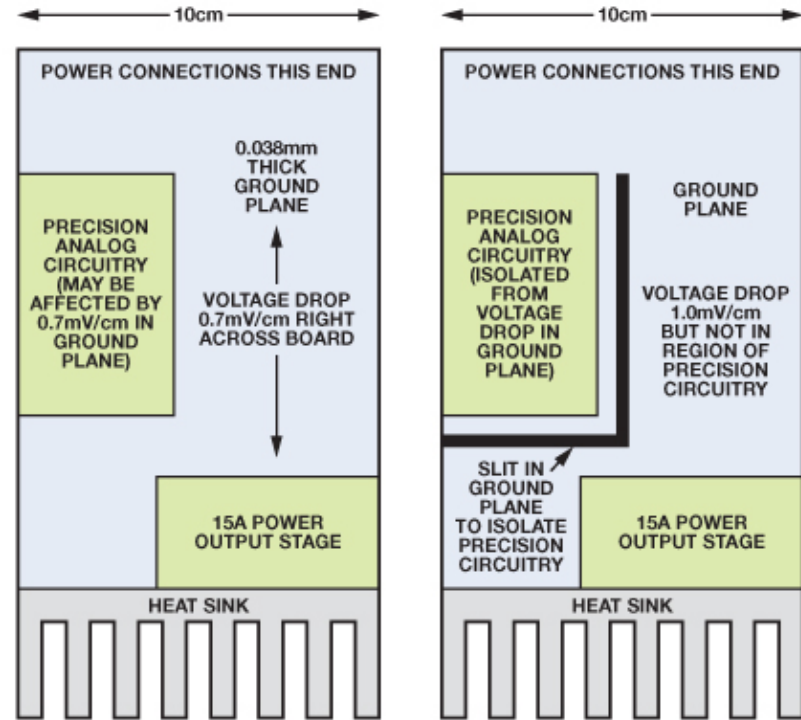 10cm
POWER CONNECTIONS THIS END
0.038mm
THICK
GROUND
PLANE
PRECISION
ANALOG
CIRCUITRY
(MAY BE
AFFECTED BY
0.7mV/cm IN
GROUND
PLANE)
VOLTAGE DROP
0.7mV/cm RIGHT
ACROSS BOARD
15A POWER
OUTPUT STAGE
HEAT SINK
10cm
POWER CONNECTIONS THIS END
PRECISION
ANALOG
CIRCUITRY
(ISOLATED
FROM
VOLTAGE
DROP IN
GROUND
PLANE)
GROUND
PLANE
VOLTAGE DROP
1.0mV/cm
BUT NOT IN
REGION OF
PRECISION
CIRCUITRY
SLIT IN
GROUND
PLANE
TO ISOLATE
PRECISION
CIRCUITRY
15A POWER
OUTPUT STAGE
HEAT SINK